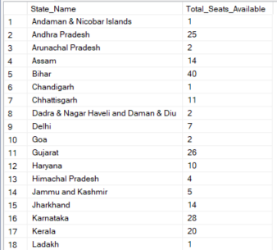 State_Name Total_Seats_Available
1 Andaman & Nicobar Islands 1
2 Andhra Pradesh 25
3 Arunachal Pradesh 2
4 Assam 14
5 Bihar 40
6 Chandigarh 1
7 Chhattisgarh 11
8 Dadra & Nagar Haveli and Daman & Diu 2
9 Delhi 7
10 Goa 2
11 Gujarat 26
12 Haryana 10
13 Himachal Pradesh 4
14 Jammu and Kashmir 5
15 Jharkhand 14
16 Karnataka 28
17 Kerala 20
18 Ladakh 1